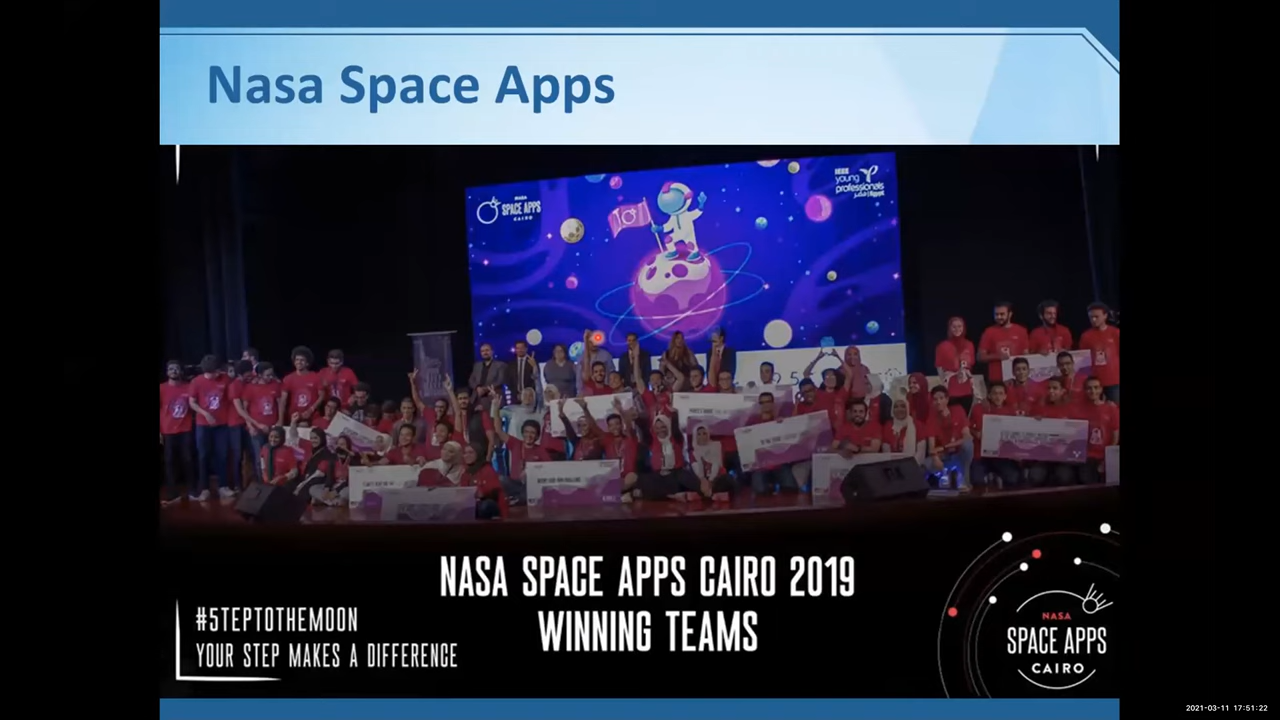 Nasa Space Apps
NASA
SPACE APPS
CAIRO
IEEE
young
professionals
NASA SPACE APPS CAIRO 2019
WINNING TEAMS
#5TEPTOTHEMOON
YOUR STEP MAKES A DIFFERENCE
NASA
SPACE APPS
CAIRO
2021-03-11 17:51:22